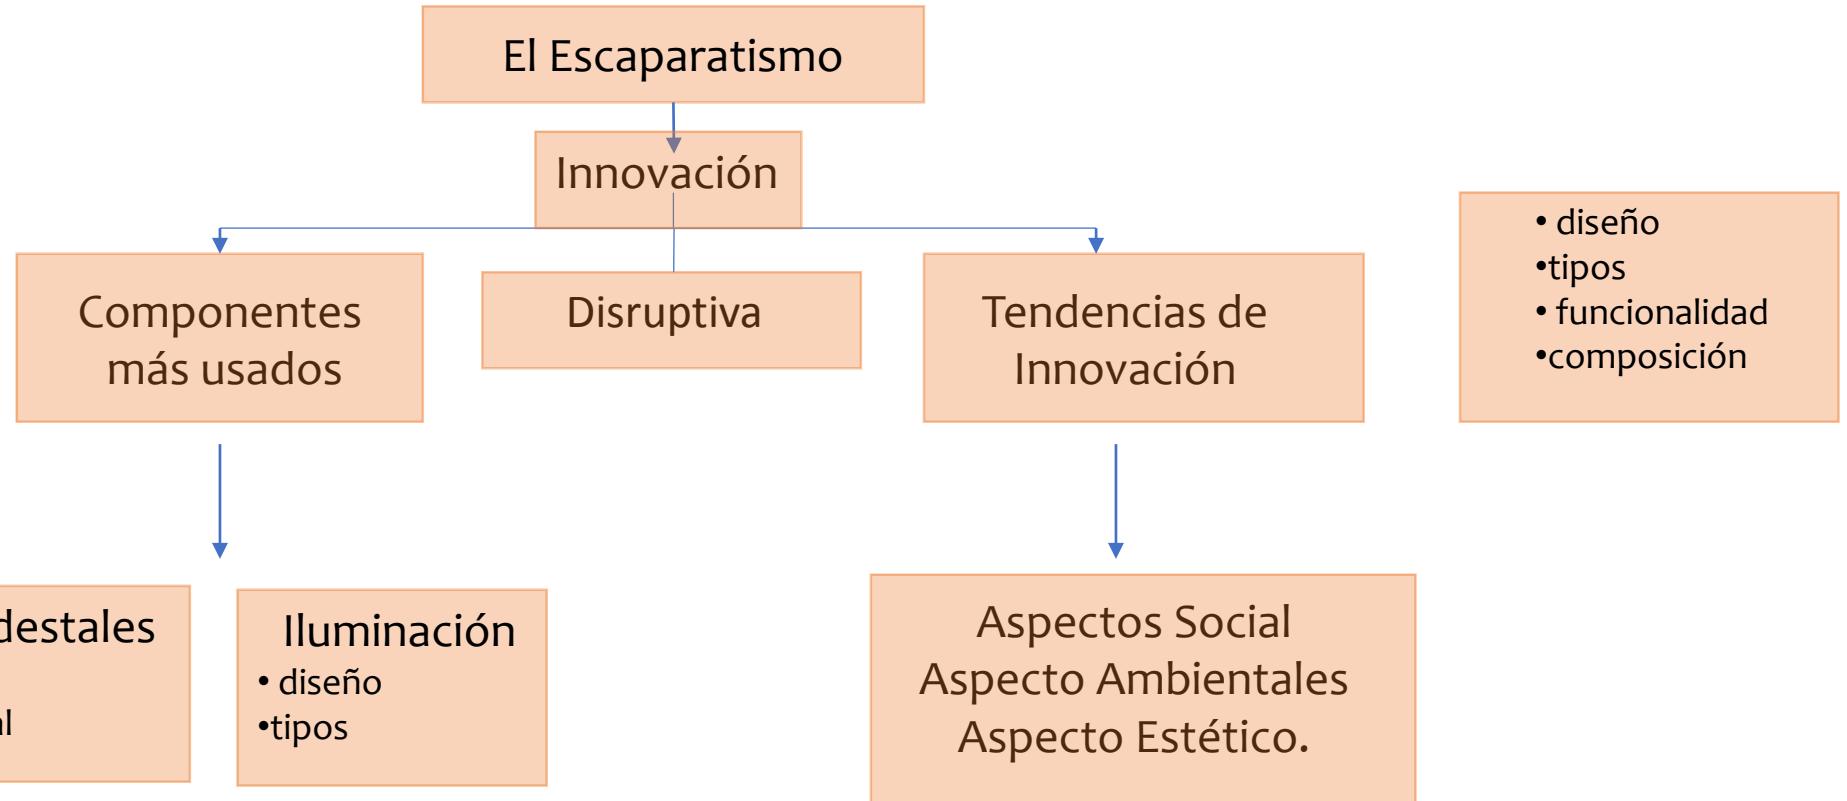 El Escaparatismo
Innovación
Componentes
más usados
Disruptiva
Tendencias de
Innovación
• diseño
•tipos
• funcionalidad
•composición
Iluminación
• diseño
•tipos
Aspectos Social
Aspecto Ambientales
Aspecto Estético.